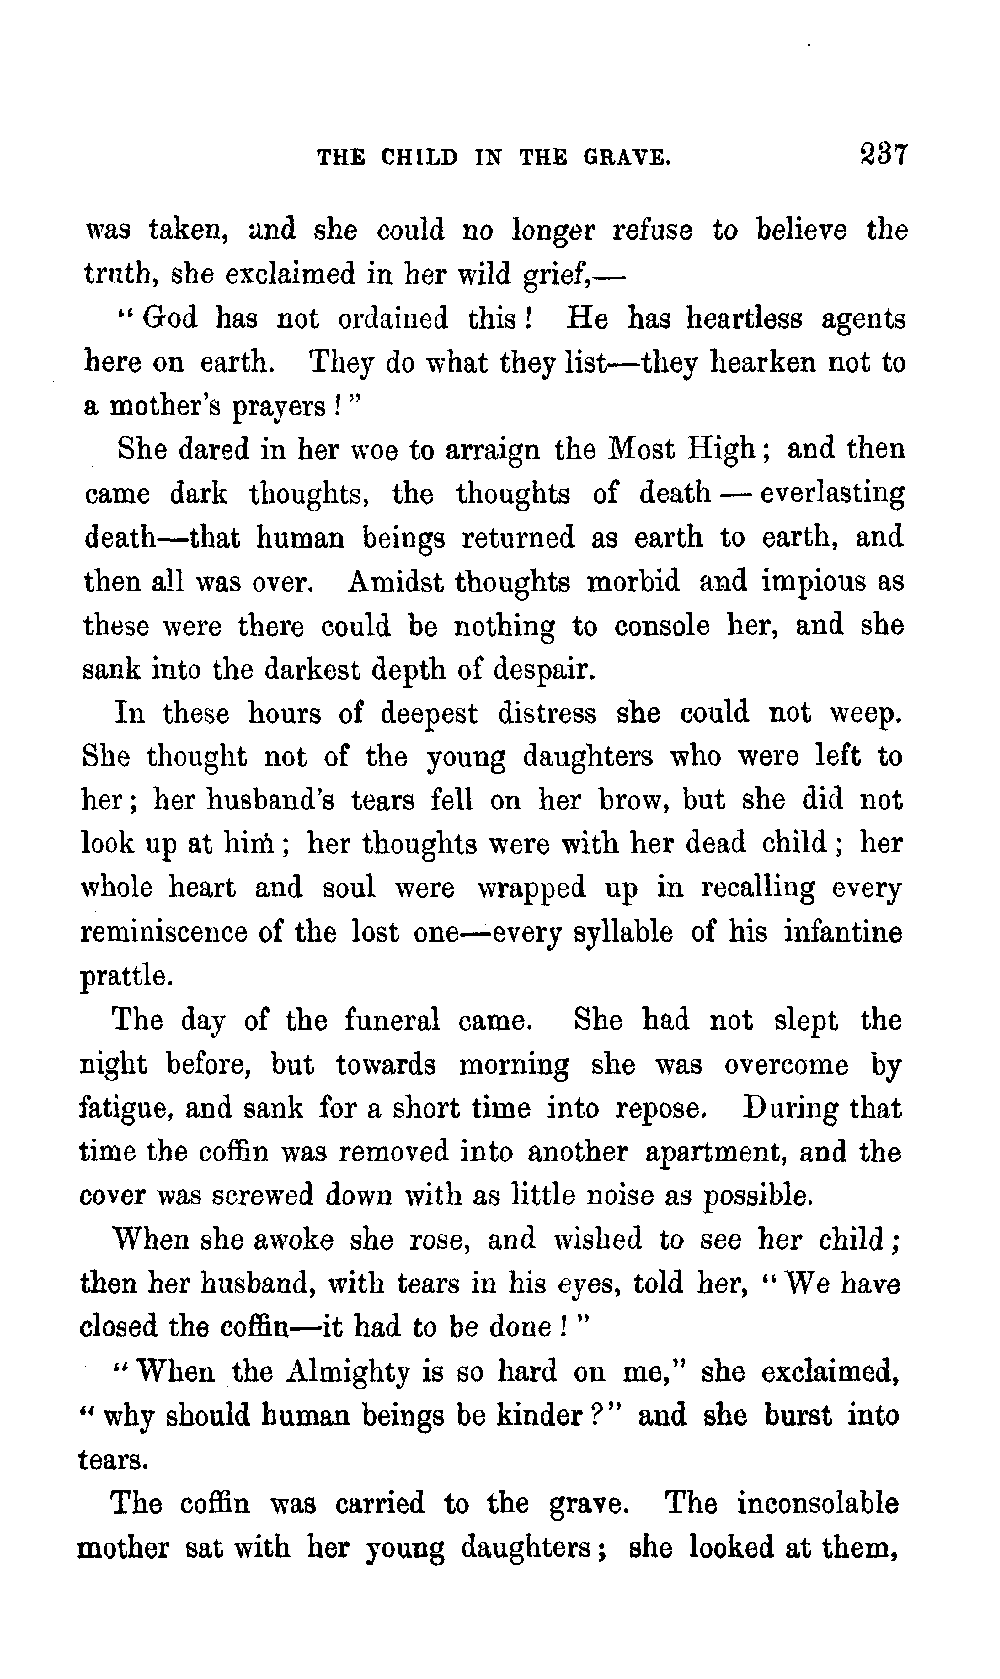 THE CHILD IN THE GRAVE. 237
was taken, and she could no longer refuse to believe the
truth, she exclaimed in her wild grief,—
“God has not ordained this! He has heartless agents
here on earth. They do what they list—they hearken not to
a mother's prayers!”
She dared in her woe to arraign the Most High; and then
came dark thoughts, the thoughts of death — everlasting
death—that human beings returned as earth to earth, and
then all was over. Amidst thoughts morbid and impious as
these were there could be nothing to console her, and she
sank into the darkest depth of despair.
In these hours of deepest distress she could not weep.
She thought not of the young daughters who were left to
her; her husband's tears fell on her brow, but she did not
look up at him; her thoughts were with her dead child; her
whole heart and soul were wrapped up in recalling every
reminiscence of the lost one—every syllable of his infantine
prattle.
The day of the funeral came. She had not slept the
night before, but towards morning she was overcome by
fatigue, and sank for a short time into repose. During that
time the coffin was removed into another apartment, and the
cover was screwed down with as little noise as possible.
When she awoke she rose, and wished to see her child;
then her husband, with tears in his eyes, told her, “We have
closed the coffin—it had to be done!”
“When the Almighty is so hard on me,” she exclaimed,
“why should human beings be kinder?” and she burst into
tears.
The coffin was carried to the grave. The inconsolable
mother sat with her young daughters; she looked at them,